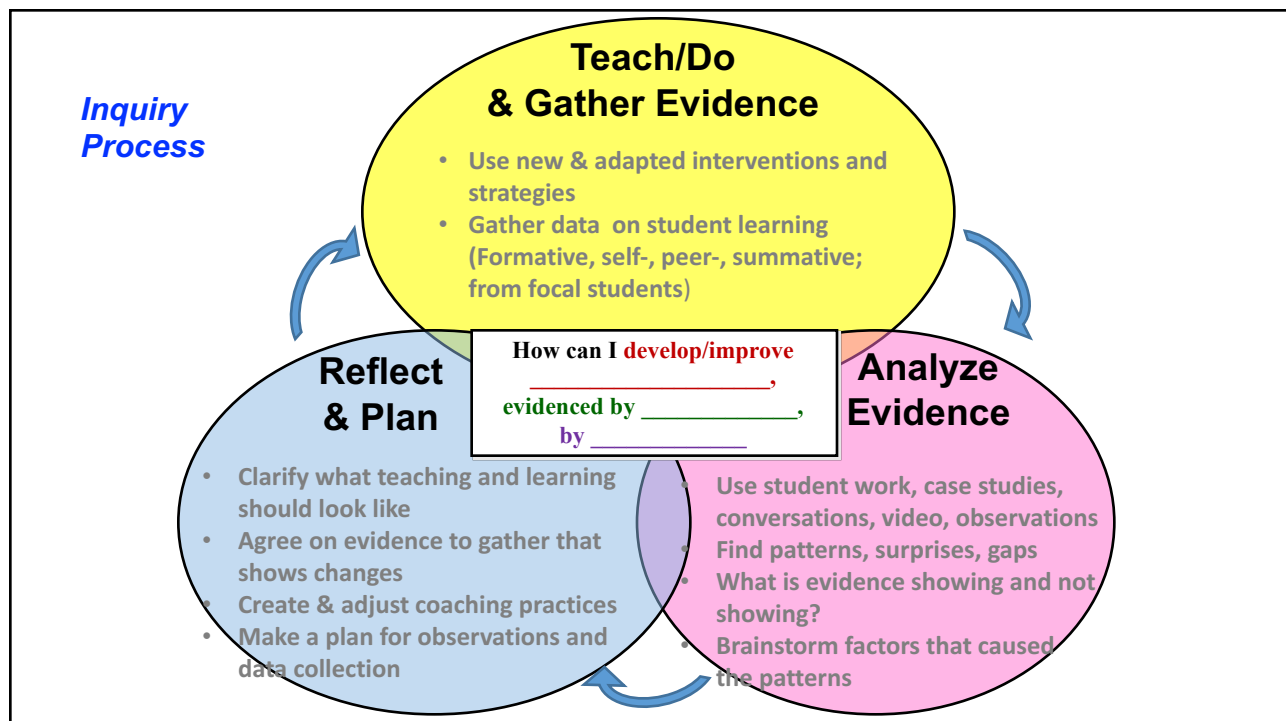 Inquiry
Process
Teach/Do
& Gather Evidence
• Use new & adapted interventions and
strategies
• Gather data on student learning
(Formative, self-, peer-, summative;
from focal students)
How can I develop/improve
____________________,
evidenced by _____________,
by _____________
Reflect
& Plan
• Clarify what teaching and learning
should look like
• Agree on evidence to gather that
shows changes
• Create & adjust coaching practices
• Make a plan for observations and
data collection
Analyze
Evidence
• Use student work, case studies,
conversations, video, observations
• Find patterns, surprises, gaps
• What is evidence showing and not
showing?
• Brainstorm factors that caused
the patterns